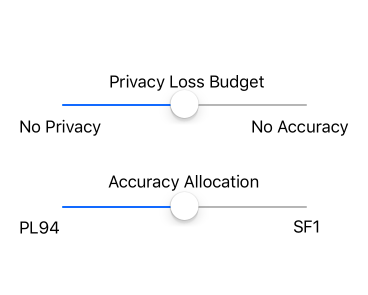 Privacy Loss Budget
No Privacy No Accuracy
Accuracy Allocation
PL94 SF1